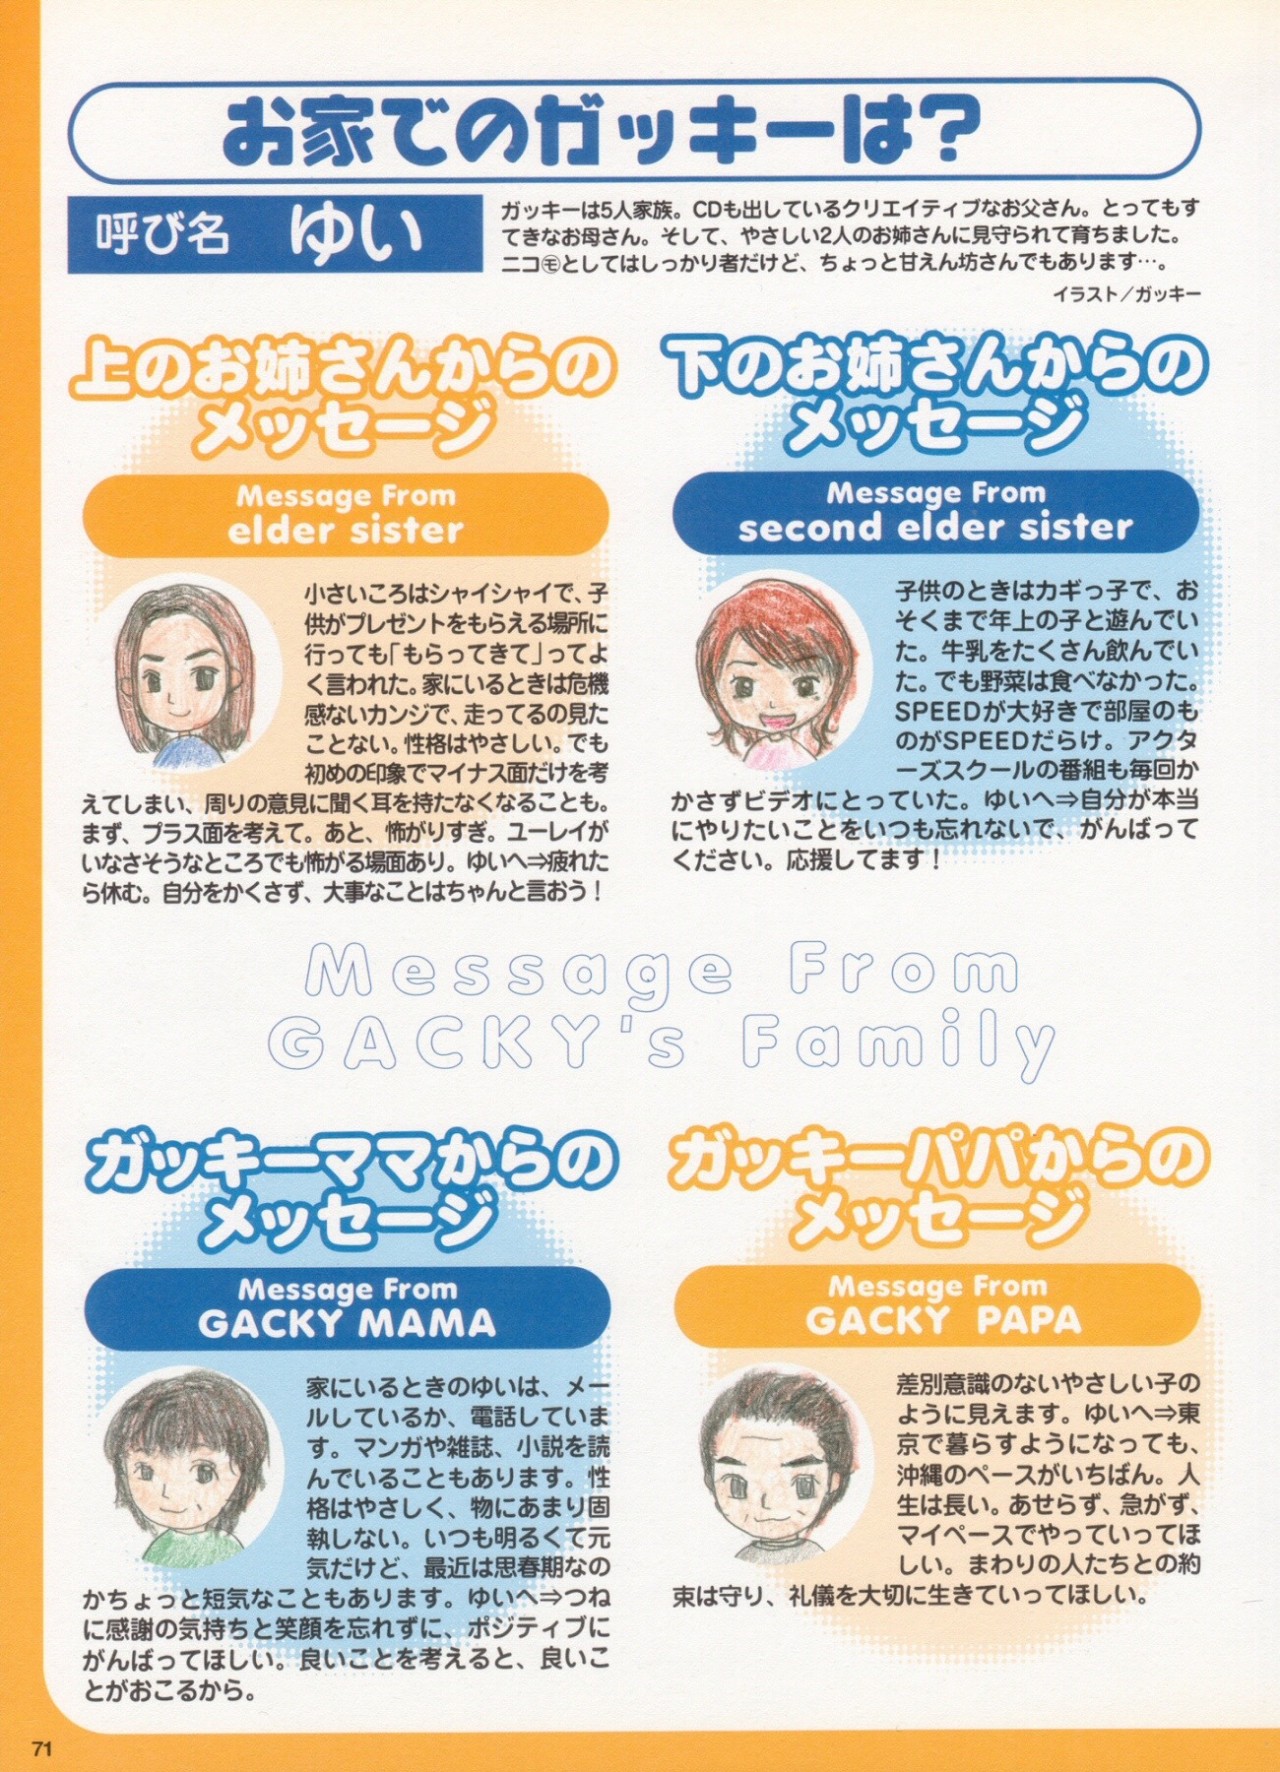 お家でのガッキーは?
呼び名 ゆい
ガッキーは5人家族。CDも出しているクリエイティブなお父さん。とってもす
てきなお母さん。そして、やさしい2人のお姉さんに見守られて育ちました。
ニコ㋲としてはしっかり者だけど、ちょっと甘えん坊さんでもあります…。
イラスト／ガッキー
上のお姉さんからの
メッセージ
Message From
elder sister
小さいころはシャイシャイで、子
供がプレゼントをもらえる場所に
行っても「もらってきて」ってよ
く言われた。家にいるときは危機
感ないカンジで、走ってるの見た
ことない。性格はやさしい。でも
初めの印象でマイナス面だけを考
えてしまい、周りの意見に聞く耳を持たなくなることも。
まず、プラス面を考えて。あと、怖がりすぎ。ユーレイが
いなさそうなところでも怖がる場面あり。ゆいへ⇒疲れた
ら休む。自分をかくさず、大事なことはちゃんと言おう！
下のお姉さんからの
メッセージ
Message From
second elder sister
子供のときはカギっ子で、お
そくまで年上の子と遊んでい
た。牛乳をたくさん飲んでい
た。でも野菜は食べなかった。
SPEEDが大好きで部屋のも
のがSPEEDだらけ。アクタ
ーズスクールの番組も毎回か
かさずビデオにとっていた。ゆいへ⇒自分が本当
にやりたいことをいつも忘れないで、がんばって
ください。応援してます！
Message From
GACKY's Family
ガッキーママからの
メッセージ
Message From
GACKY MAMA
家にいるときのゆいは、メー
ルしているか、電話していま
す。マンガや雑誌、小説を読
んでいることもあります。性
格はやさしく、物にあまり固
執しない。いつも明るくて元
気だけど、最近は思春期なの
かちょっと短気なこともあります。ゆいへ⇒つね
に感謝の気持ちと笑顔を忘れずに、ポジティブに
がんばってほしい。良いことを考えると、良いこ
とがおこるから。
ガッキーパパからの
メッセージ
Message From
GACKY PAPA
差別意識のないやさしい子の
ように見えます。ゆいへ⇒東
京で暮らすようになっても、
沖縄のペースがいちばん。人
生は長い。あせらず、急がず、
マイペースでやっていってほ
しい。まわりの人たちとの約
束は守り、礼儀を大切に生きていってほしい。
71